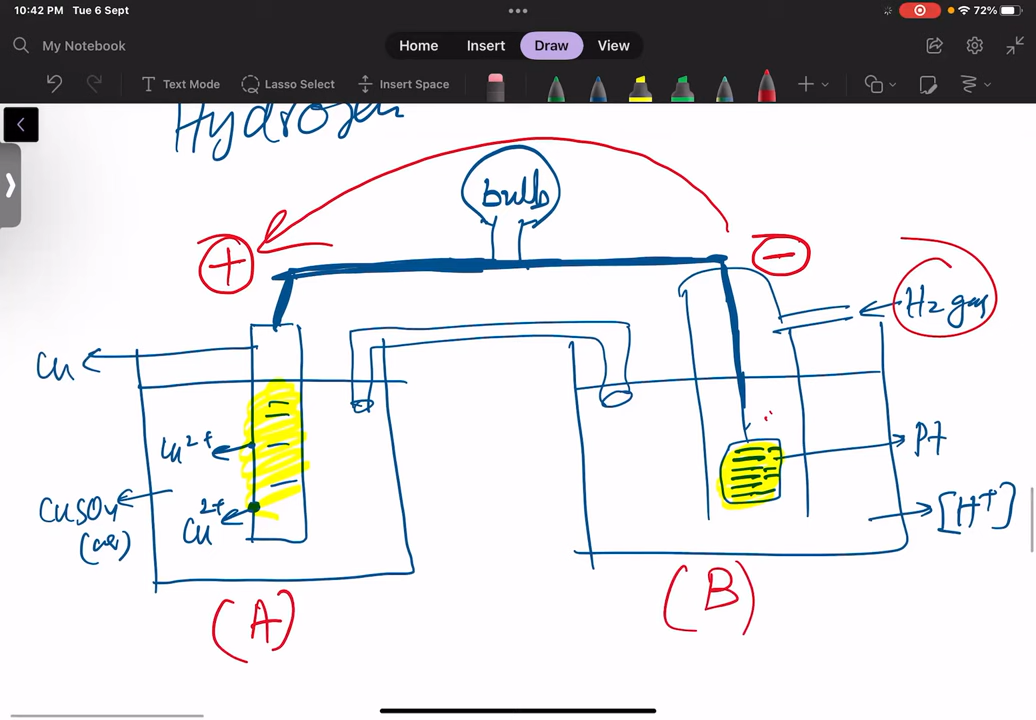 10:42 PM Tue 6 Sept
72%
My Notebook
Home Insert Draw View
Text Mode Lasso Select Insert Space
Hydrogen
bulb
+
−
H2 gas
Cu
Cu2+
Pt
CuSO4
(aq)
Cu2+
[H+]
(A)
(B)